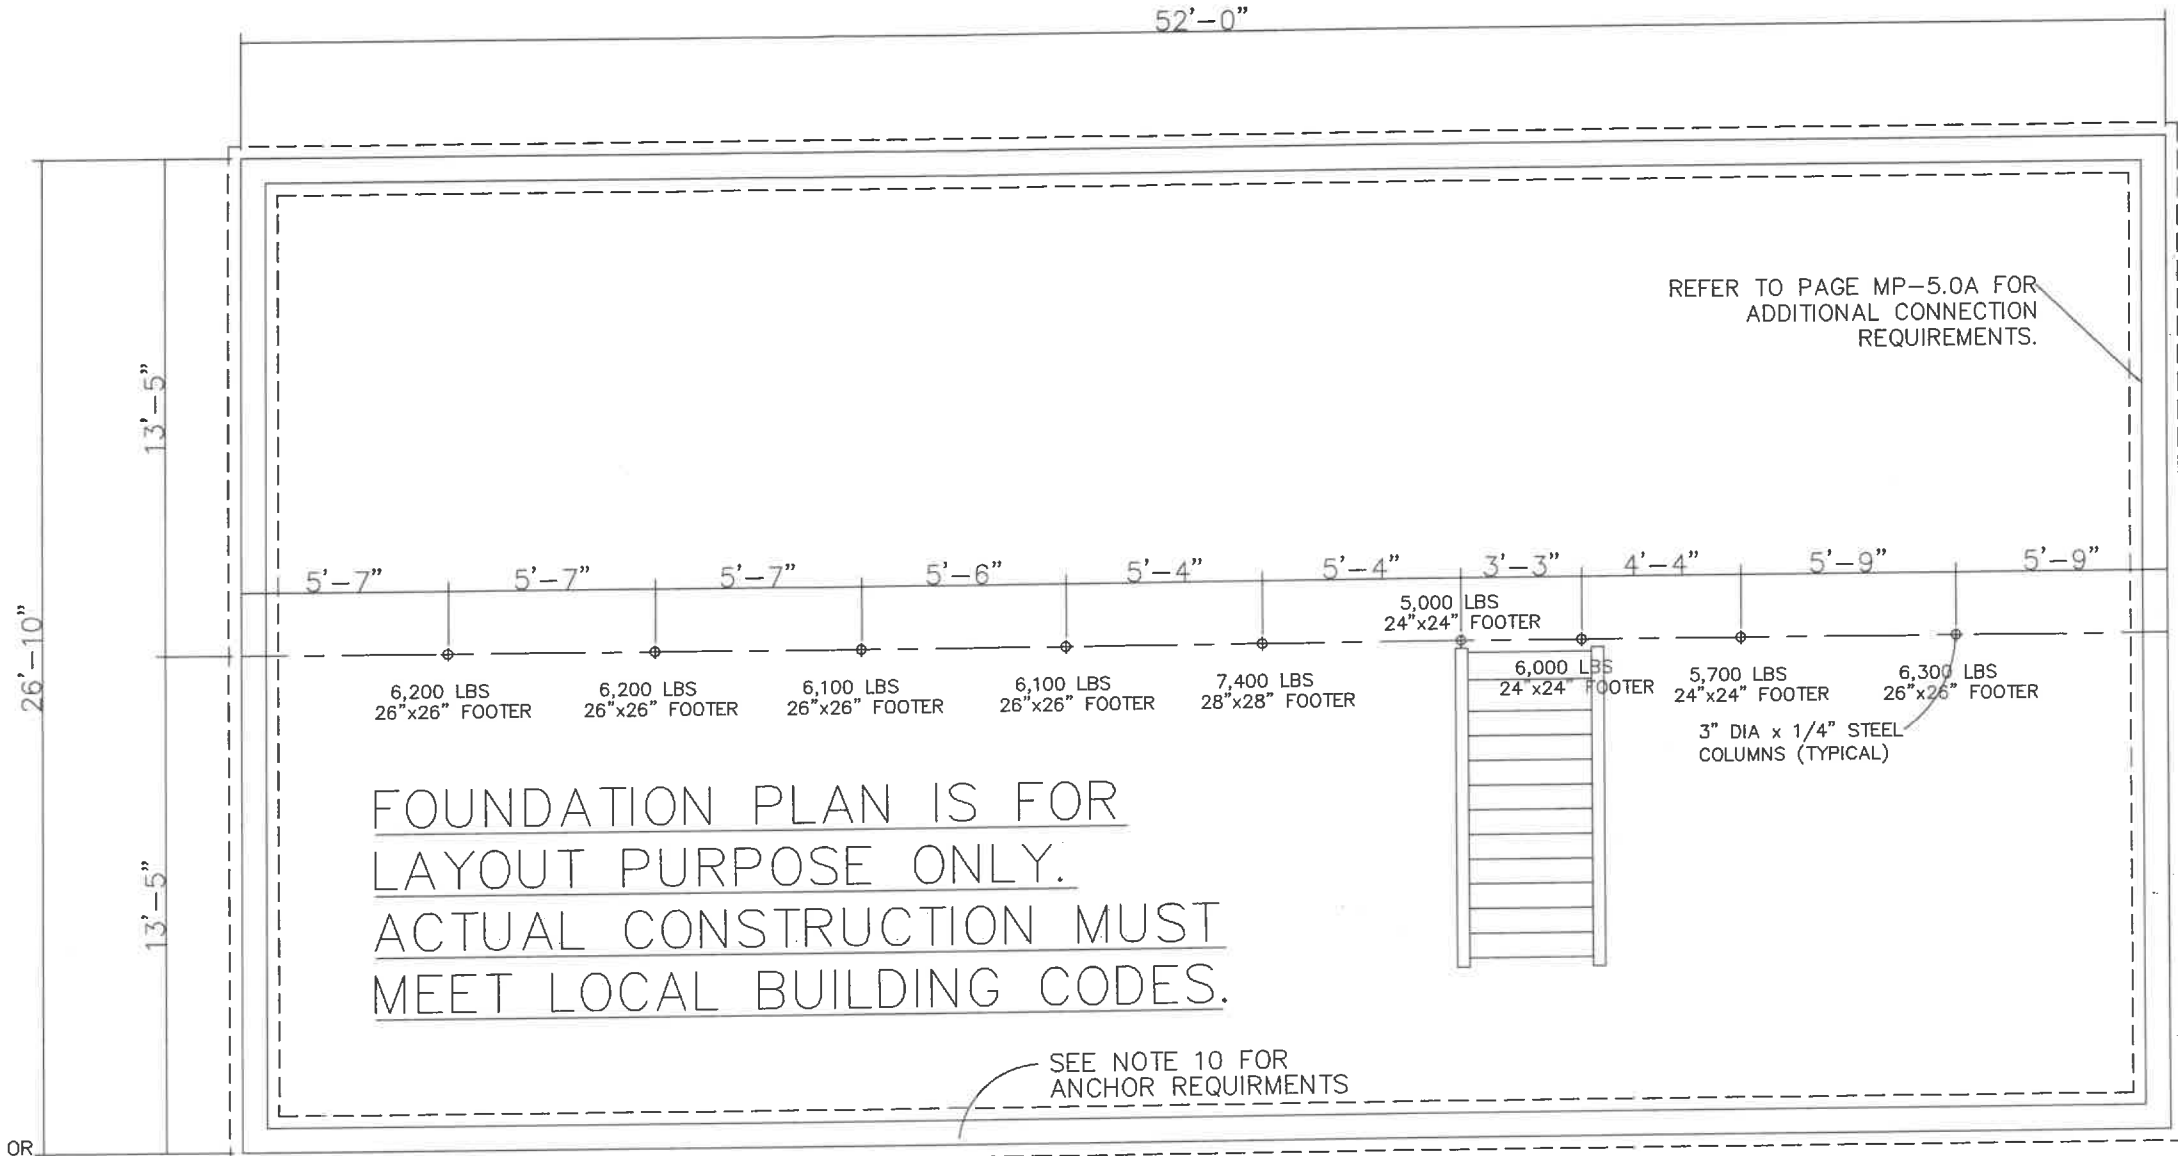 52'-0"
REFER TO PAGE MP-5.0A FOR
ADDITIONAL CONNECTION
REQUIREMENTS.
13'-5"
26'-10"
5'-7"
5'-7"
5'-7"
5'-6"
5'-4"
5'-4"
3'-3"
4'-4"
5'-9"
5'-9"
5,000 LBS
24"x24" FOOTER
6,200 LBS
26"x26" FOOTER
6,200 LBS
26"x26" FOOTER
6,100 LBS
26"x26" FOOTER
6,100 LBS
26"x26" FOOTER
7,400 LBS
28"x28" FOOTER
6,000 LBS
24"x24" FOOTER
5,700 LBS
24"x24" FOOTER
6,300 LBS
26"x26" FOOTER
3" DIA x 1/4" STEEL
COLUMNS (TYPICAL)
FOUNDATION PLAN IS FOR
LAYOUT PURPOSE ONLY.
ACTUAL CONSTRUCTION MUST
MEET LOCAL BUILDING CODES.
13'-5"
SEE NOTE 10 FOR
ANCHOR REQUIRMENTS
OR